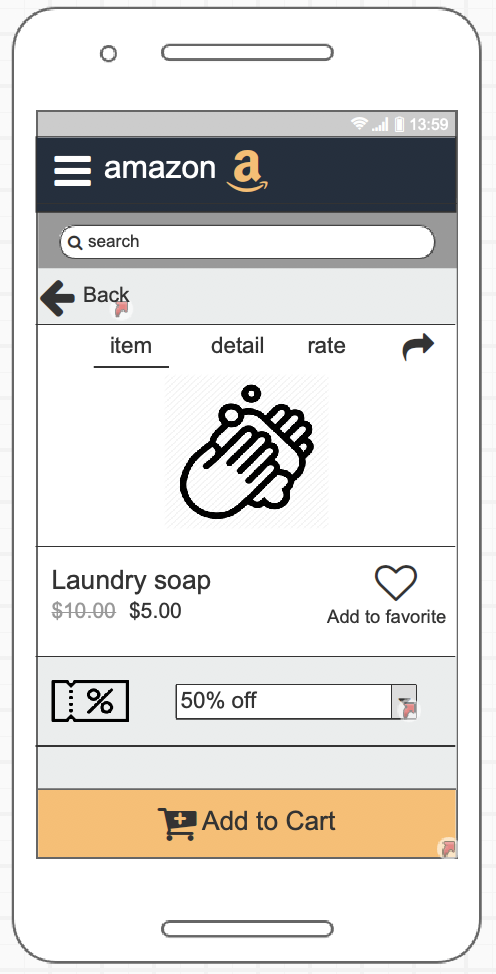 13:59
amazon a
search
Back
item detail rate
Laundry soap
$10.00 $5.00
Add to favorite
% 50% off
Add to Cart